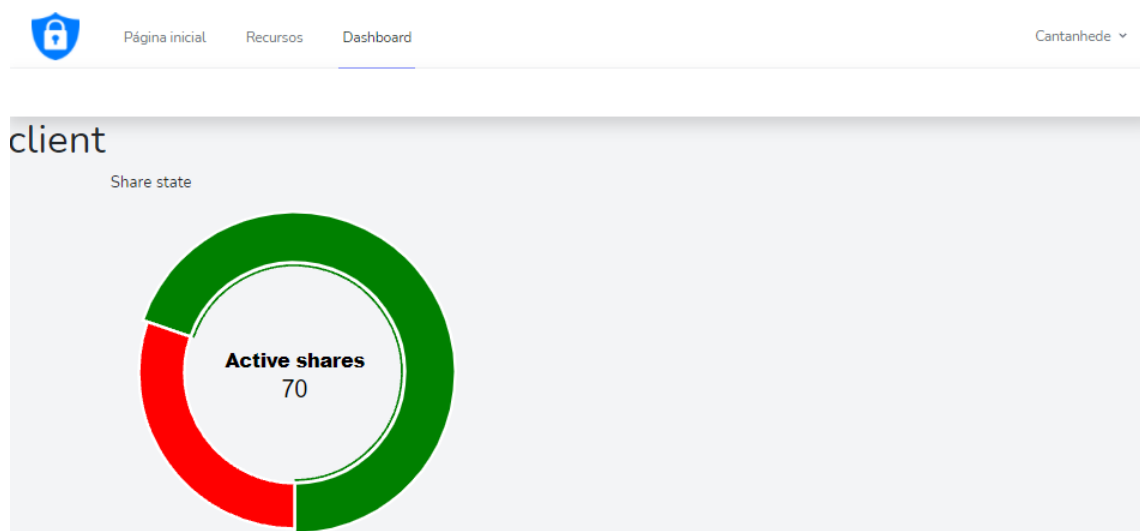 Página inicial Recursos Dashboard Cantanhede
client
Share state
Active shares
70